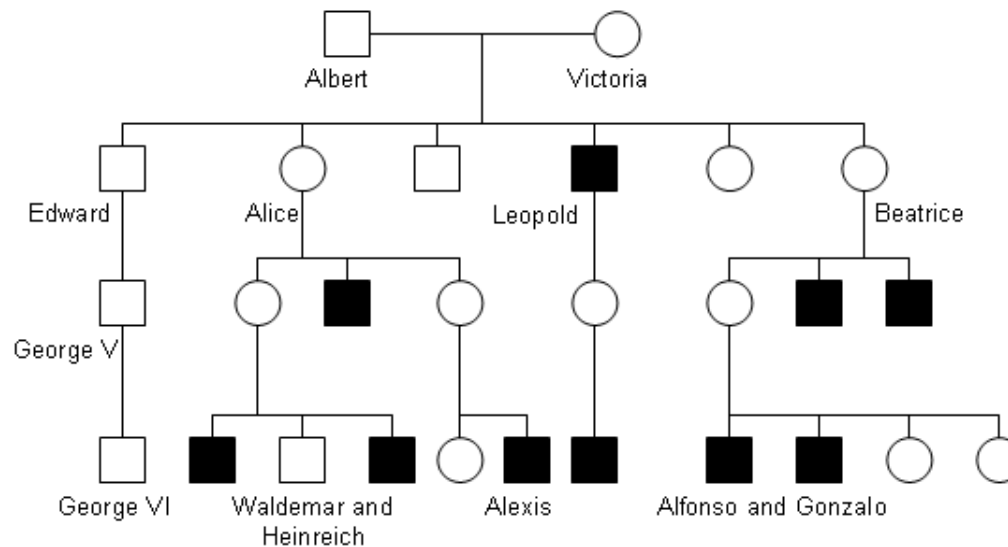 Albert
Victoria
Edward
Alice
Leopold
Beatrice
George V
George VI
Waldemar and
Heinreich
Alexis
Alfonso and Gonzalo